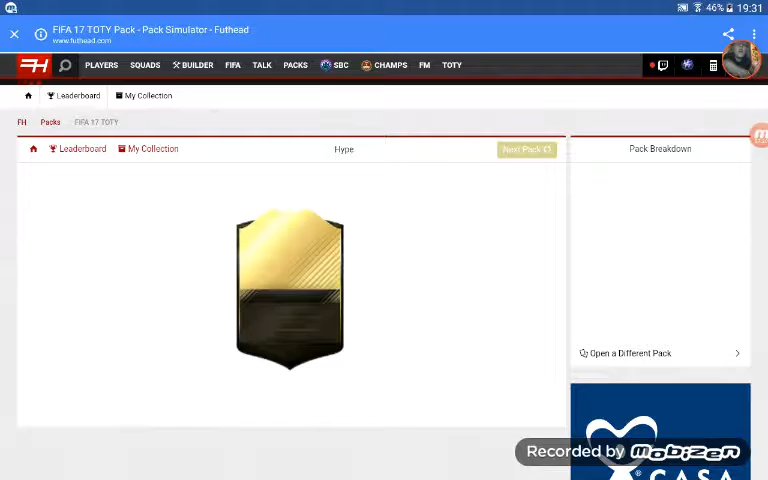 46% 19:31
FIFA 17 TOTY Pack - Pack Simulator - Futhead
www.futhead.com
FH PLAYERS SQUADS BUILDER FIFA TALK PACKS SBC CHAMPS FM TOTY
Leaderboard My Collection
FH Packs FIFA 17 TOTY
Leaderboard My Collection Hype Next Pack Pack Breakdown
Open a Different Pack
Recorded by Mobizen
CASA